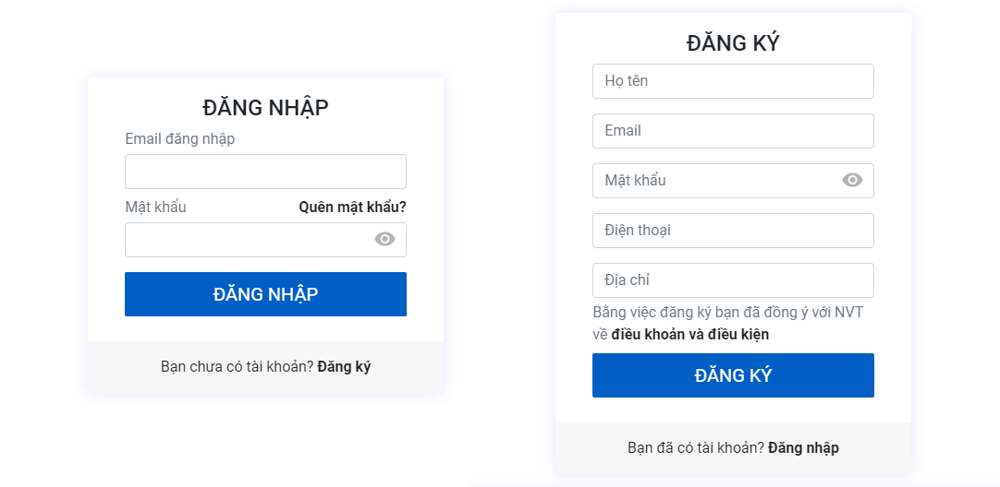 ĐĂNG NHẬP
Email đăng nhập
Mật khẩu Quên mật khẩu?
ĐĂNG NHẬP
Bạn chưa có tài khoản? Đăng ký
ĐĂNG KÝ
Họ tên
Email
Mật khẩu
Điện thoại
Địa chỉ
Bằng việc đăng ký bạn đã đồng ý với NVT
về điều khoản và điều kiện
ĐĂNG KÝ
Bạn đã có tài khoản? Đăng nhập